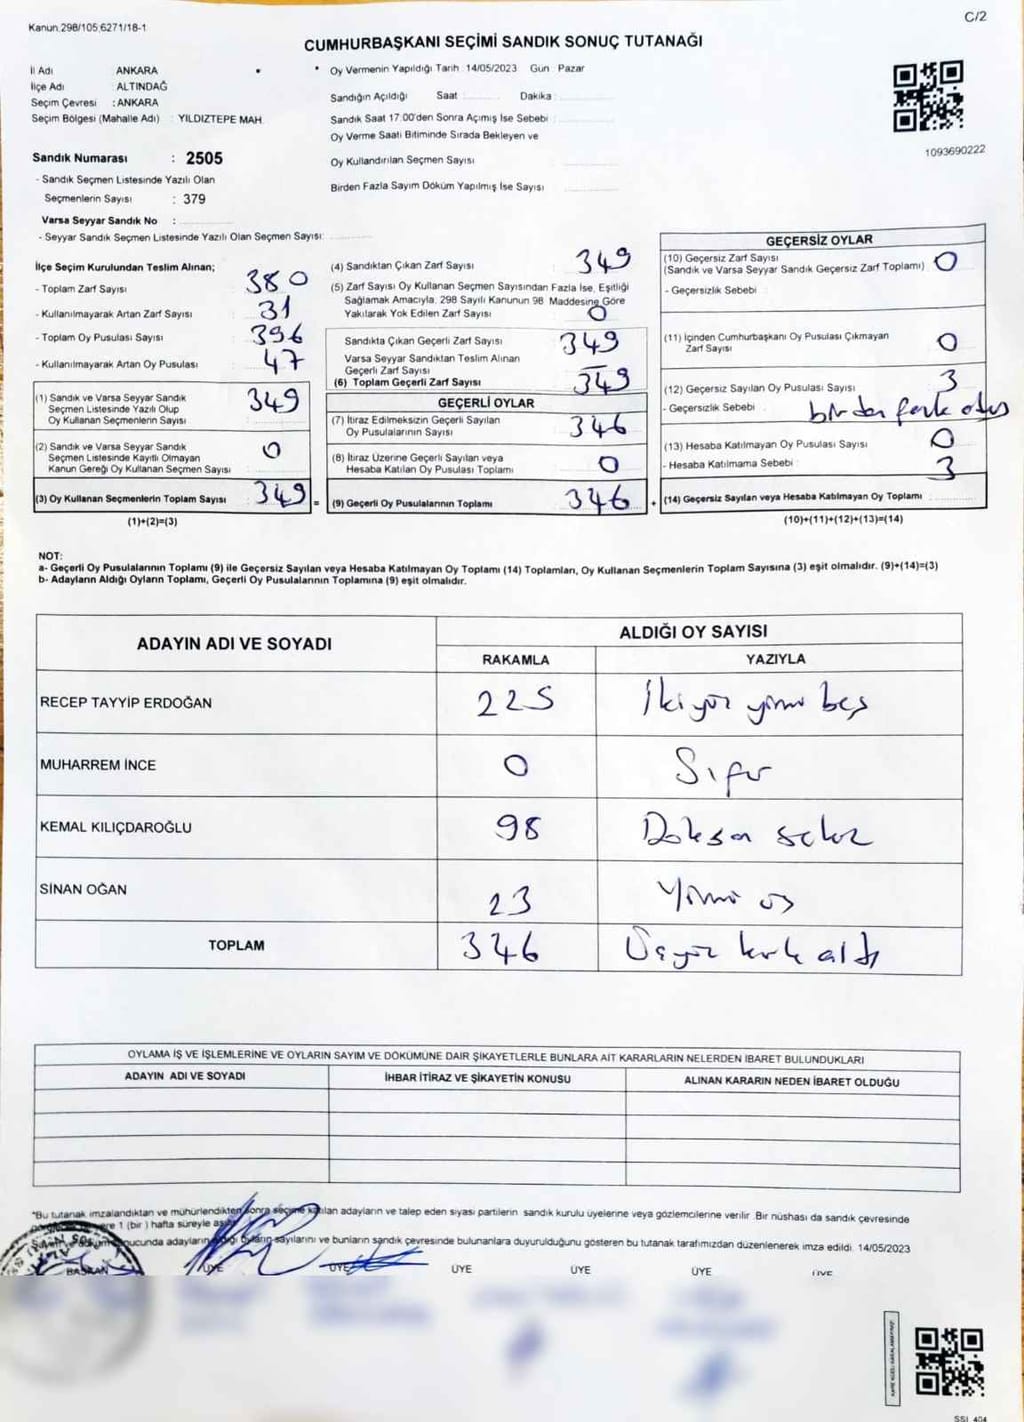 Kanun 298/105,6271/18-1
C/2
CUMHURBAŞKANI SEÇİMİ SANDIK SONUÇ TUTANAĞI
İl Adı ANKARA
İlçe Adı : ALTINDAĞ
Seçim Çevresi : ANKARA
Seçim Bölgesi (Mahalle Adı) : YILDIZTEPE MAH.
Sandık Numarası : 2505
- Sandık Seçmen Listesinde Yazılı Olan
Seçmenlerin Sayısı : 379
Varsa Seyyar Sandık No :
- Seyyar Sandık Seçmen Listesinde Yazılı Olan Seçmen Sayısı:
Oy Vermenin Yapıldığı Tarih : 14/05/2023 Gün Pazar
Sandığın Açıldığı Saat Dakika
Sandık Saat 17:00'den Sonra Açımış İse Sebebi :
Oy Verme Saati Bitiminde Sırada Bekleyen ve
Oy Kullandırılan Seçmen Sayısı
Birden Fazla Sayım Döküm Yapılmış İse Sayısı
1093690222
İlçe Seçim Kurulundan Teslim Alınan;
- Toplam Zarf Sayısı 380
- Kullanılmayarak Artan Zarf Sayısı 31
- Toplam Oy Pusulası Sayısı 396
- Kullanılmayarak Artan Oy Pusulası 47
(1) Sandık ve Varsa Seyyar Sandık
Seçmen Listesinde Yazılı Olup
Oy Kullanan Seçmenlerin Sayısı 349
(2) Sandık ve Varsa Seyyar Sandık
Seçmen Listesinde Kayıtlı Olmayan
Kanun Gereği Oy Kullanan Seçmen Sayısı 0
(3) Oy Kullanan Seçmenlerin Toplam Sayısı 349 =
(1)+(2)=(3)
(4) Sandıktan Çıkan Zarf Sayısı 349
(5) Zarf Sayısı Oy Kullanan Seçmen Sayısından Fazla İse, Eşitliği
Sağlamak Amacıyla, 298 Sayılı Kanunun 98 Maddesine Göre
Yakılarak Yok Edilen Zarf Sayısı 0
Sandıkta Çıkan Geçerli Zarf Sayısı 349
Varsa Seyyar Sandıktan Teslim Alınan
Geçerli Zarf Sayısı –
(6) Toplam Geçerli Zarf Sayısı 349
GEÇERLİ OYLAR
(7) İtiraz Edilmeksizin Geçerli Sayılan
Oy Pusulalarının Sayısı 346
(8) İtiraz Üzerine Geçerli Sayılan veya
Hesaba Katılan Oy Pusulası Toplamı 0
(9) Geçerli Oy Pusulalarının Toplamı 346 +
GEÇERSİZ OYLAR
(10) Geçersiz Zarf Sayısı
(Sandık ve Varsa Seyyar Sandık Geçersiz Zarf Toplamı) 0
- Geçersizlik Sebebi :
(11) İçinden Cumhurbaşkanı Oy Pusulası Çıkmayan
Zarf Sayısı 0
(12) Geçersiz Sayılan Oy Pusulası Sayısı 3
- Geçersizlik Sebebi : birden
(13) Hesaba Katılmayan Oy Pusulası Sayısı 0
- Hesaba Katılmama Sebebi : 3
(14) Geçersiz Sayılan veya Hesaba Katılmayan Oy Toplamı
(10)+(11)+(12)+(13)=(14)
NOT:
a- Geçerli Oy Pusulalarının Toplamı (9) ile Geçersiz Sayılan veya Hesaba Katılmayan Oy Toplamı (14) Toplamları, Oy Kullanan Seçmenlerin Toplam Sayısına (3) eşit olmalıdır. (9)+(14)=(3)
b- Adayların Aldığı Oyların Toplamı, Geçerli Oy Pusulalarının Toplamına (9) eşit olmalıdır.
ADAYIN ADI VE SOYADI ALDIĞI OY SAYISI
RAKAMLA YAZIYLA
RECEP TAYYİP ERDOĞAN 225 İkiyüz yirmi beş
MUHARREM İNCE 0 Sıfır
KEMAL KILIÇDAROĞLU 98 Doksan sekiz
SİNAN OĞAN 23 Yirmi üç
TOPLAM 346 Üçyüz kırk altı
OYLAMA İŞ VE İŞLEMLERİNE VE OYLARIN SAYIM VE DÖKÜMÜNE DAİR ŞİKAYETLERLE BUNLARA AİT KARARLARIN NELERDEN İBARET BULUNDUKLARI
ADAYIN ADI VE SOYADI İHBAR İTİRAZ VE ŞİKAYETİN KONUSU ALINAN KARARIN NEDEN İBARET OLDUĞU
"Bu tutanak imzalandıktan ve mühürlendikten sonra seçime katılan adayların ve talep eden siyasi partilerin sandık kurulu üyelerine veya gözlemcilerine verilir. Bir nüshası da sandık çevresinde
1 (bir) hafta süreyle
adayların aldığı oyların sayılarını ve bunların sandık çevresinde bulunanlara duyurulduğunu gösteren bu tutanak tarafımızdan düzenlenerek imza edildi. 14/05/2023
BAŞKAN ÜYE ÜYE ÜYE ÜYE ÜYE ÜYE
SSI 404